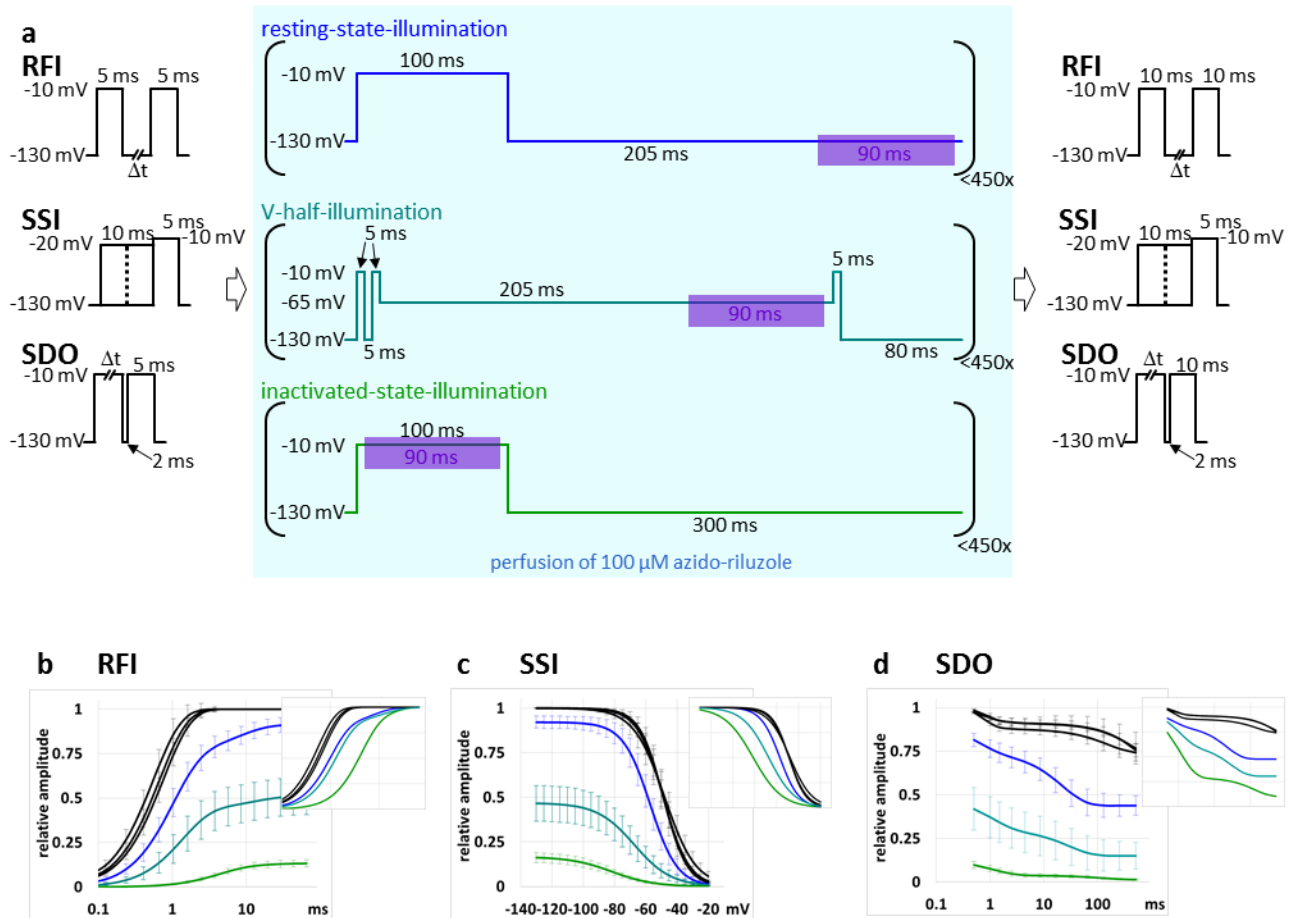 a
RFI
5 ms 5 ms
-10 mV
-130 mV
Δt
SSI
5 ms
-20 mV 10 ms -10 mV
-130 mV
SDO
Δt 5 ms
-10 mV
-130 mV
2 ms
resting-state-illumination
100 ms
-10 mV
-130 mV
205 ms
90 ms
<450x
V-half-illumination
5 ms
-10 mV
5 ms
-65 mV
205 ms
90 ms
-130 mV
5 ms
80 ms
<450x
inactivated-state-illumination
100 ms
-10 mV
90 ms
-130 mV
300 ms
<450x
perfusion of 100 µM azido-riluzole
RFI
10 ms 10 ms
-10 mV
-130 mV
Δt
SSI
5 ms
-20 mV 10 ms -10 mV
-130 mV
SDO
Δt 10 ms
-10 mV
-130 mV
2 ms
b RFI
relative amplitude
1
0.75
0.5
0.25
0
0.1 1 10 ms
c SSI
relative amplitude
1
0.75
0.5
0.25
0
-140 -120 -100 -80 -60 -40 -20 mV
d SDO
relative amplitude
1
0.75
0.5
0.25
0
0.1 1 10 100 ms